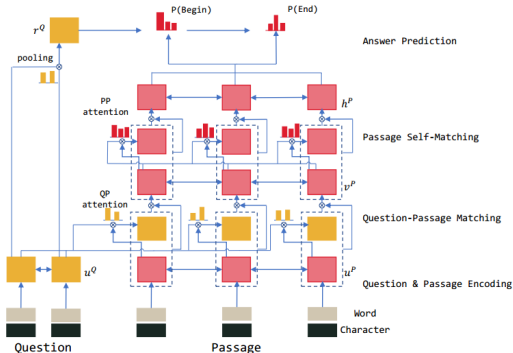 P(Begin)
P(End)
r^Q
Answer Prediction
pooling
PP
attention
h^P
Passage Self-Matching
v^P
QP
attention
Question-Passage Matching
u^Q
u^P
Question & Passage Encoding
Word
Character
Question
Passage